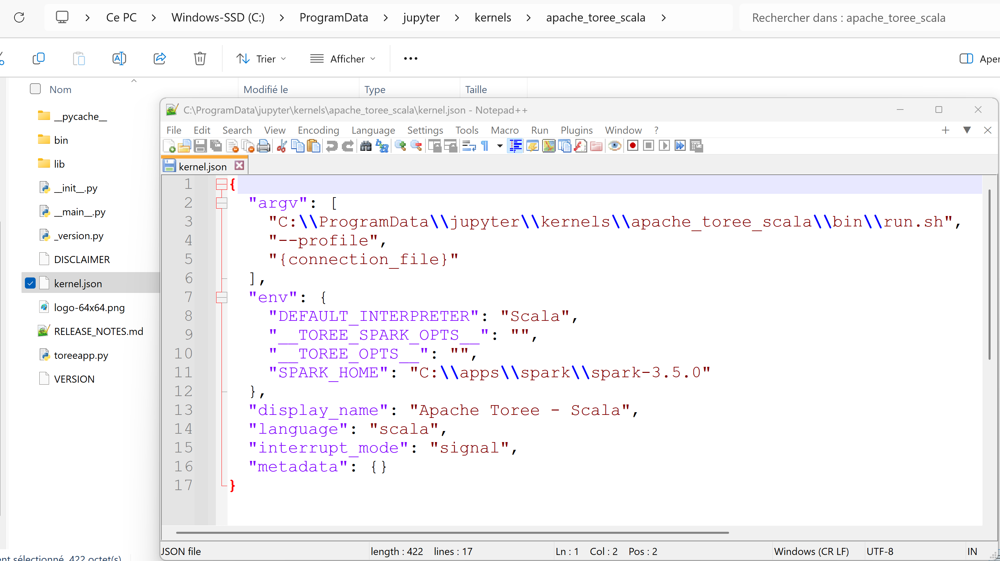 Ce PC > Windows-SSD (C:) > ProgramData > jupyter > kernels > apache_toree_scala >
Rechercher dans : apache_toree_scala
Trier
Afficher
Nom
Modifié le
Type
Taille
__pycache__
bin
lib
__init__.py
__main__.py
_version.py
DISCLAIMER
kernel.json
logo-64x64.png
RELEASE_NOTES.md
toreeapp.py
VERSION
C:\ProgramData\jupyter\kernels\apache_toree_scala\kernel.json - Notepad++
File Edit Search View Encoding Language Settings Tools Macro Run Plugins Window ?
kernel.json
1 {
2 "argv": [
3 "C:\\ProgramData\\jupyter\\kernels\\apache_toree_scala\\bin\\run.sh",
4 "--profile",
5 "{connection_file}"
6 ],
7 "env": {
8 "DEFAULT_INTERPRETER": "Scala",
9 "__TOREE_SPARK_OPTS__": "",
10 "__TOREE_OPTS__": "",
11 "SPARK_HOME": "C:\\apps\\spark\\spark-3.5.0"
12 },
13 "display_name": "Apache Toree - Scala",
14 "language": "scala",
15 "interrupt_mode": "signal",
16 "metadata": {}
17 }
JSON file length : 422 lines : 17 Ln : 1 Col : 2 Pos : 2 Windows (CR LF) UTF-8 IN
sélectionné 422 octet(s)